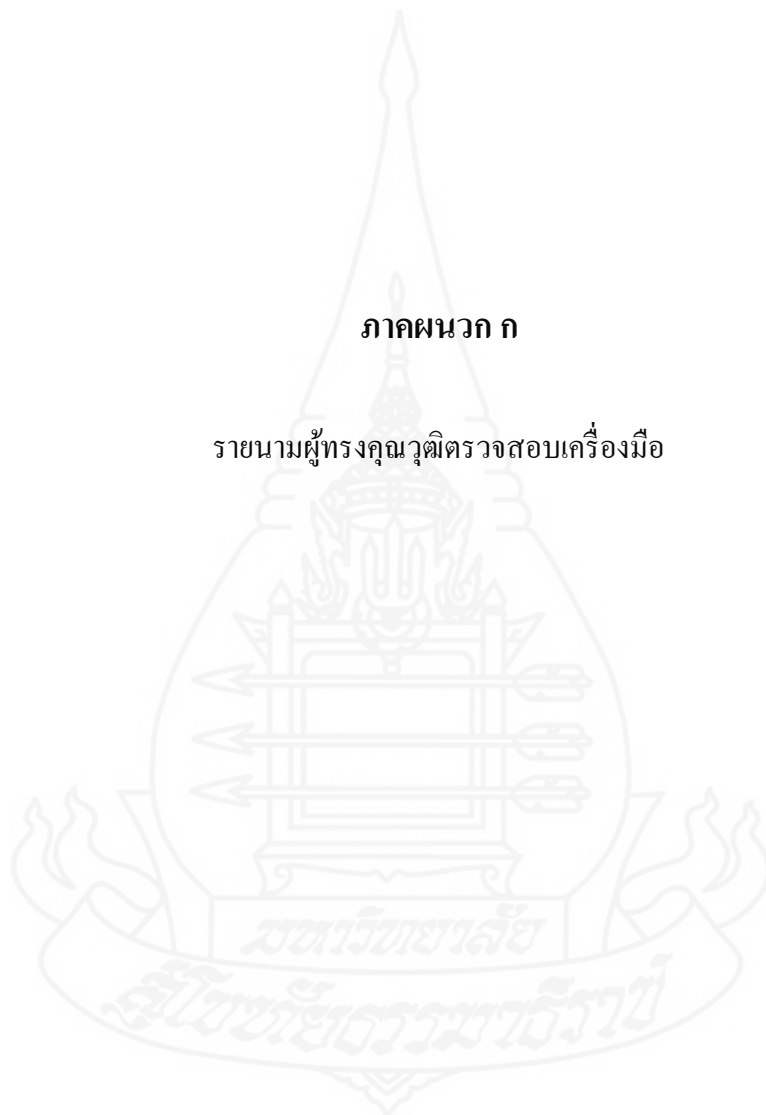 ภาคผนวก ก
รายนามผู้ทรงคุณวุฒิตรวจสอบเครื่องมือ
มหาวิทยาลัย
สุโขทัยธรรมาธิราช